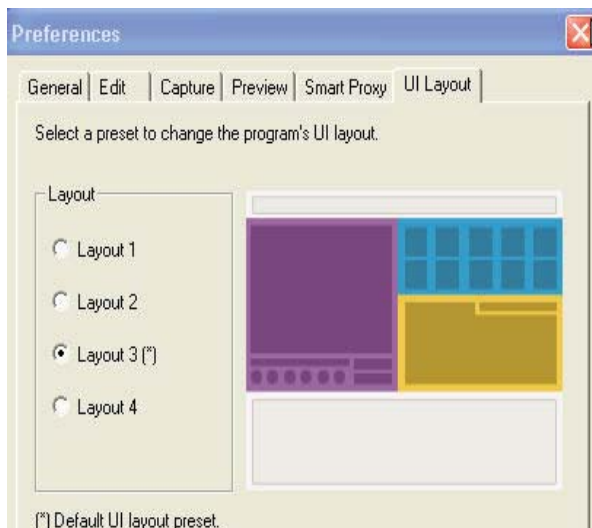 Preferences
General Edit Capture Preview Smart Proxy UI Layout
Select a preset to change the program's UI layout.
Layout
Layout 1
Layout 2
Layout 3 (*)
Layout 4
(*) Default UI layout preset.